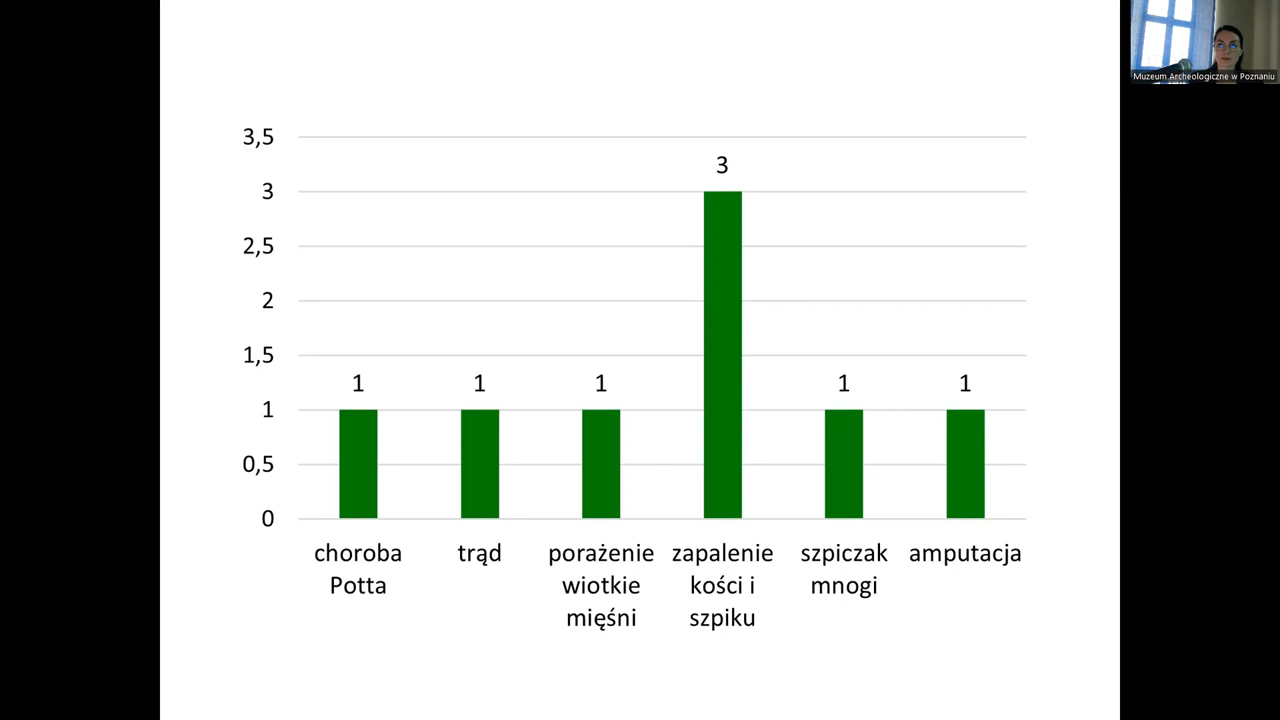 Muzeum Archeologiczne w Poznaniu
3,5
3
2,5
2
1,5
1
0,5
0
1
1
1
3
1
1
choroba
Potta
trąd
porażenie
wiotkie
mięśni
zapalenie
kości i
szpiku
szpiczak
mnogi
amputacja